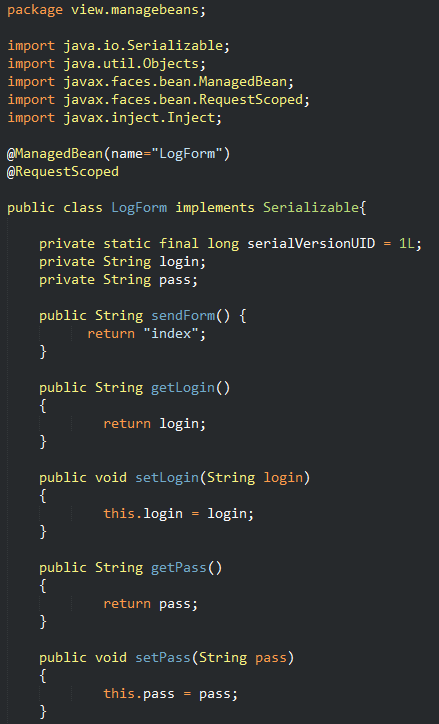 package view.managebeans;
import java.io.Serializable;
import java.util.Objects;
import javax.faces.bean.ManagedBean;
import javax.faces.bean.RequestScoped;
import javax.inject.Inject;
@ManagedBean(name="LogForm")
@RequestScoped
public class LogForm implements Serializable{
private static final long serialVersionUID = 1L;
private String login;
private String pass;
public String sendForm() {
return "index";
}
public String getLogin()
{
return login;
}
public void setLogin(String login)
{
this.login = login;
}
public String getPass()
{
return pass;
}
public void setPass(String pass)
{
this.pass = pass;
}